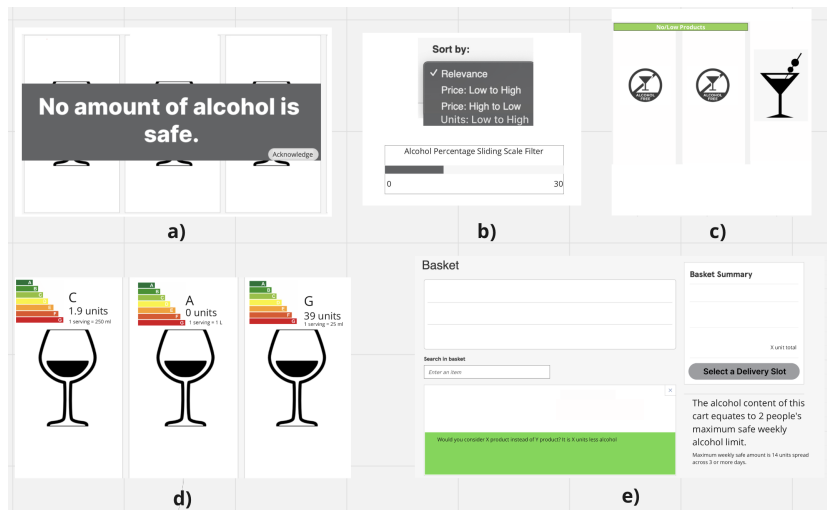 No amount of alcohol is
safe.
Acknowledge
a)
Sort by:
✓ Relevance
Price: Low to High
Price: High to Low
Units: Low to High
Alcohol Percentage Sliding Scale Filter
0
30
b)
No/Low Products
ALCOHOL
FREE
ALCOHOL
FREE
c)
A
B
C
D
E
F
G
C
1.9 units
1 serving = 250 ml
A
B
C
D
E
F
G
A
0 units
1 serving = 1 L
A
B
C
D
E
F
G
G
39 units
1 serving = 25 ml
d)
Basket
Search in basket
Enter an item
×
Would you consider X product instead of Y product? It is X units less alcohol
Basket Summary
X unit total
Select a Delivery Slot
The alcohol content of this
cart equates to 2 people's
maximum safe weekly
alcohol limit.
Maximum weekly safe amount is 14 units spread
across 3 or more days.
e)